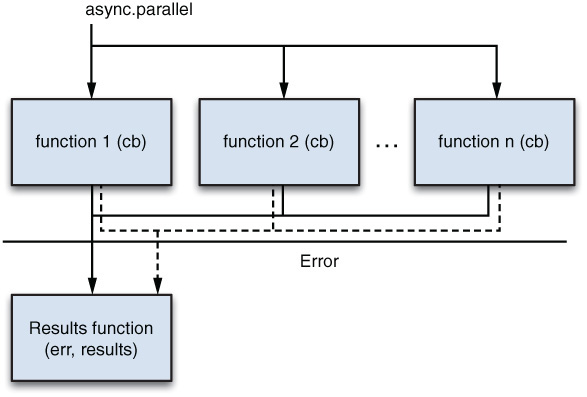 async.parallel
function 1 (cb)
function 2 (cb)
...
function n (cb)
Error
Results function
(err, results)